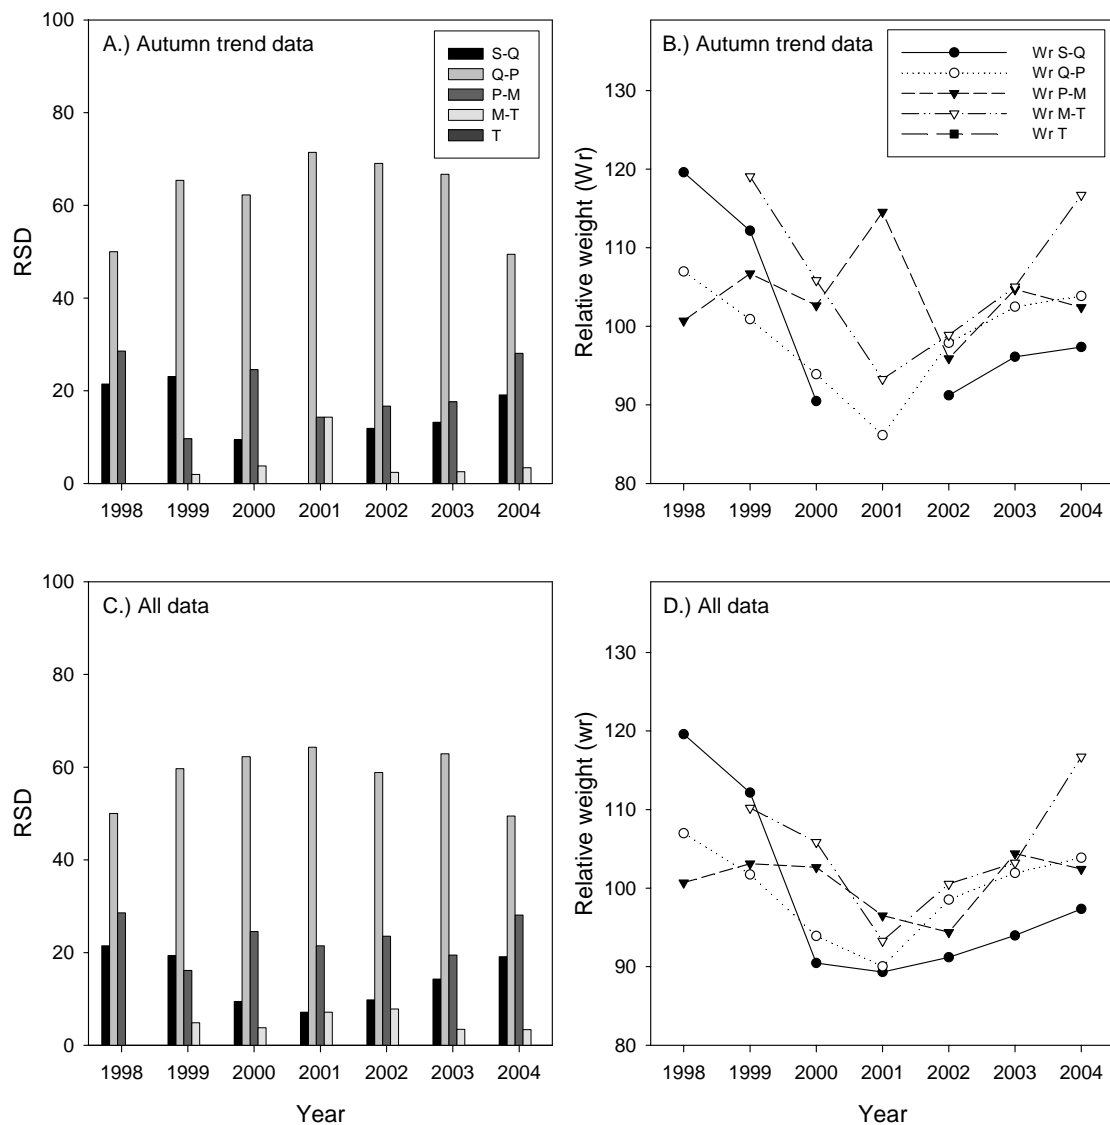 A.) Autumn trend data
S-Q
Q-P
P-M
M-T
T
RSD
100
80
60
40
20
0
1998 1999 2000 2001 2002 2003 2004
B.) Autumn trend data
Wr S-Q
Wr Q-P
Wr P-M
Wr M-T
Wr T
Relative weight (Wr)
130
120
110
100
90
80
1998 1999 2000 2001 2002 2003 2004
C.) All data
RSD
100
80
60
40
20
0
1998 1999 2000 2001 2002 2003 2004
Year
D.) All data
Relative weight (wr)
130
120
110
100
90
80
1998 1999 2000 2001 2002 2003 2004
Year